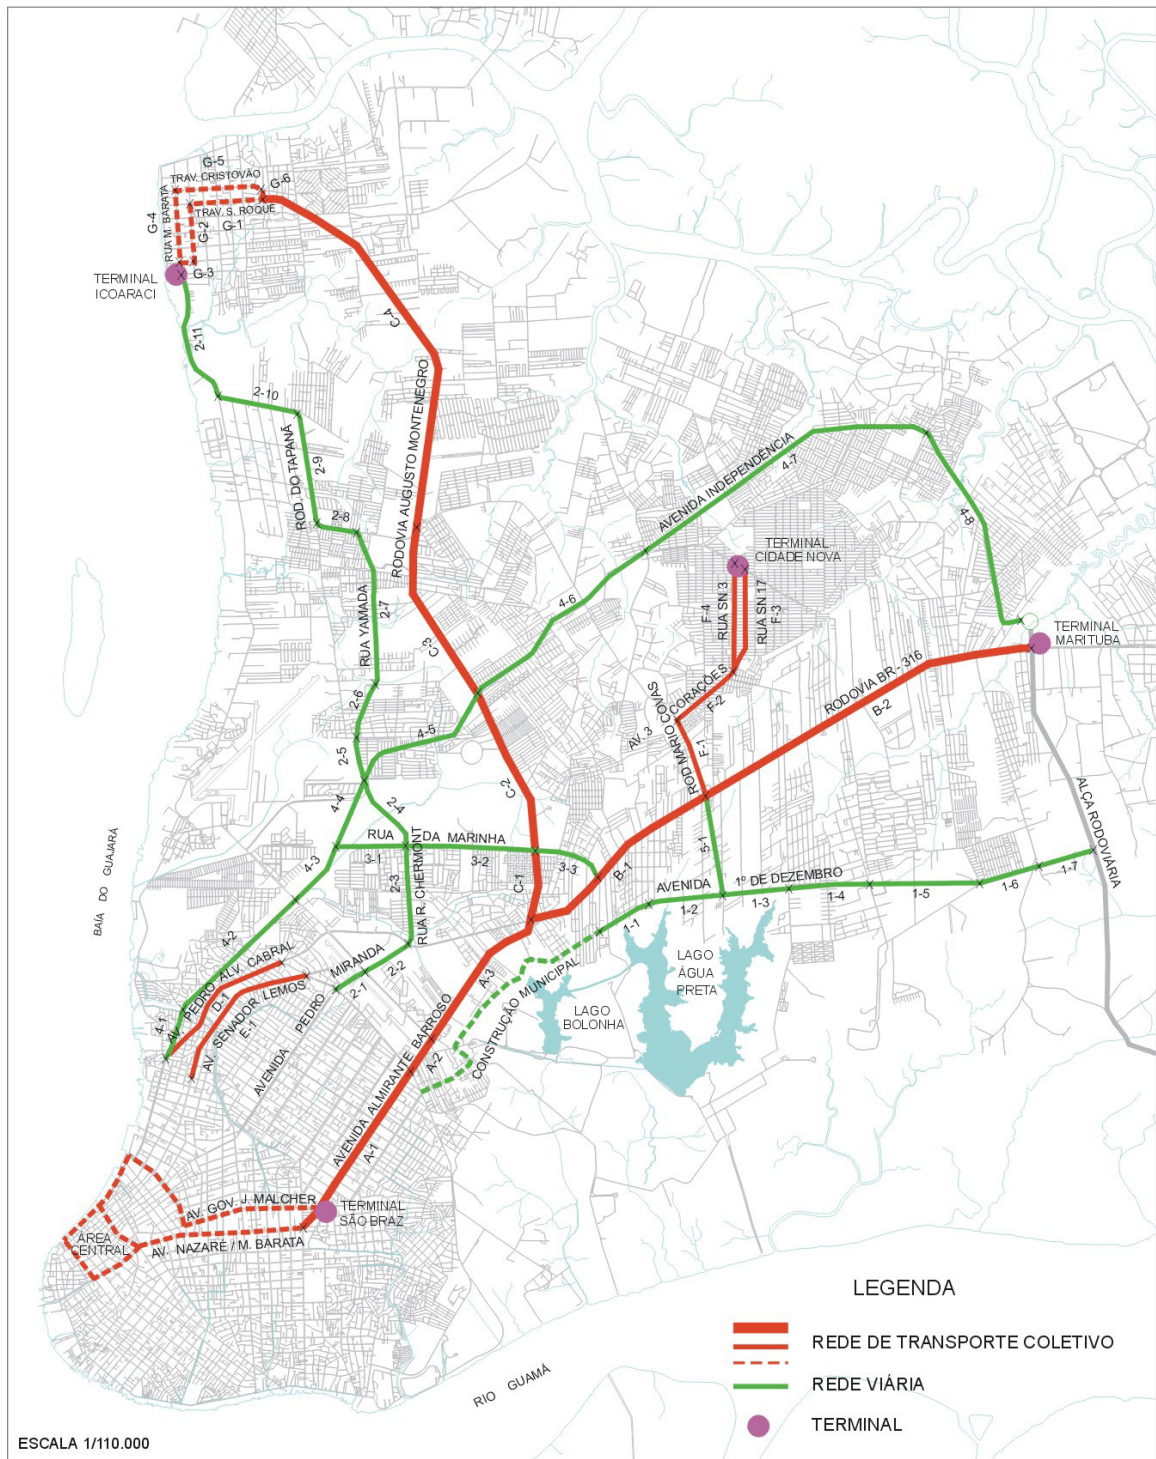 G-5
TRAV. CRISTOVÃO
G-6
G-4
RUA M. BARATA
TRAV. S. ROQUE
G-2
G-1
G-3
TERMINAL
ICOARACI
2-11
C-4
2-10
RODOVIA AUGUSTO MONTENEGRO
ROD. DO TAPANÃ
2-9
2-8
AVENIDA INDEPENDÊNCIA
4-7
4-8
TERMINAL
CIDADE NOVA
RUA YAMADA
2-7
4-6
F-4
RUA SN 3
RUA SN 17
F-3
TERMINAL
MARITUBA
C-3
2-6
AV. 3
CORAÇÕES
F-2
ROD MARIO COVAS
F-1
RODOVIA BR - 316
B-2
2-5
4-5
C-2
4-4
2-4
RUA DA MARINHA
3-1
3-2
3-3
4-3
2-3
RUA R. CHERMONT
C-1
B-1
5-1
ALÇA RODOVIÁRIA
AVENIDA 1º DE DEZEMBRO
1-1
1-2
1-3
1-4
1-5
1-6
1-7
BAÍA DO GUAJARÁ
4-2
4-1
AV. PEDRO ALV. CABRAL
D-1
AV. SENADOR LEMOS
E-1
AVENIDA PEDRO MIRANDA
2-1
2-2
A-3
CONSTRUÇÃO MUNICIPAL
LAGO
ÁGUA
PRETA
LAGO
BOLONHA
AVENIDA ALMIRANTE BARROSO
A-2
A-1
AV. GOV. J. MALCHER
TERMINAL
SÃO BRAZ
ÁREA
CENTRAL
AV. NAZARÉ / M. BARATA
RIO GUAMÁ
LEGENDA
REDE DE TRANSPORTE COLETIVO
REDE VIÁRIA
TERMINAL
ESCALA 1/110.000